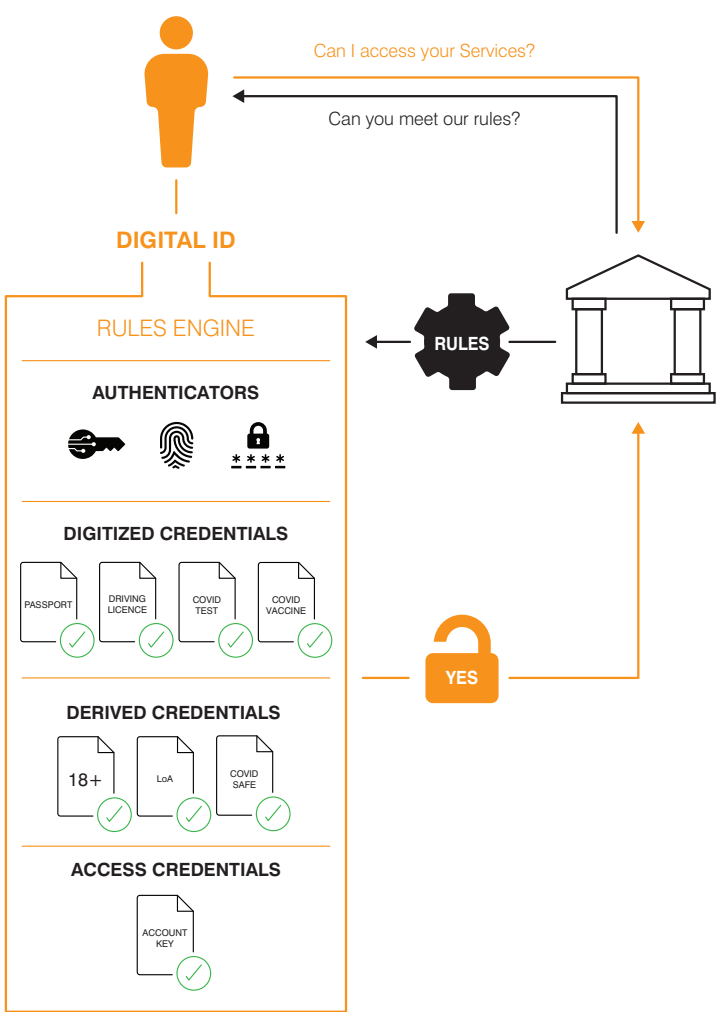 Can I access your Services?
Can you meet our rules?
DIGITAL ID
RULES ENGINE
RULES
AUTHENTICATORS
* * * *
DIGITIZED CREDENTIALS
PASSPORT
DRIVING
LICENCE
COVID
TEST
COVID
VACCINE
YES
DERIVED CREDENTIALS
18+
LoA
COVID
SAFE
ACCESS CREDENTIALS
ACCOUNT
KEY